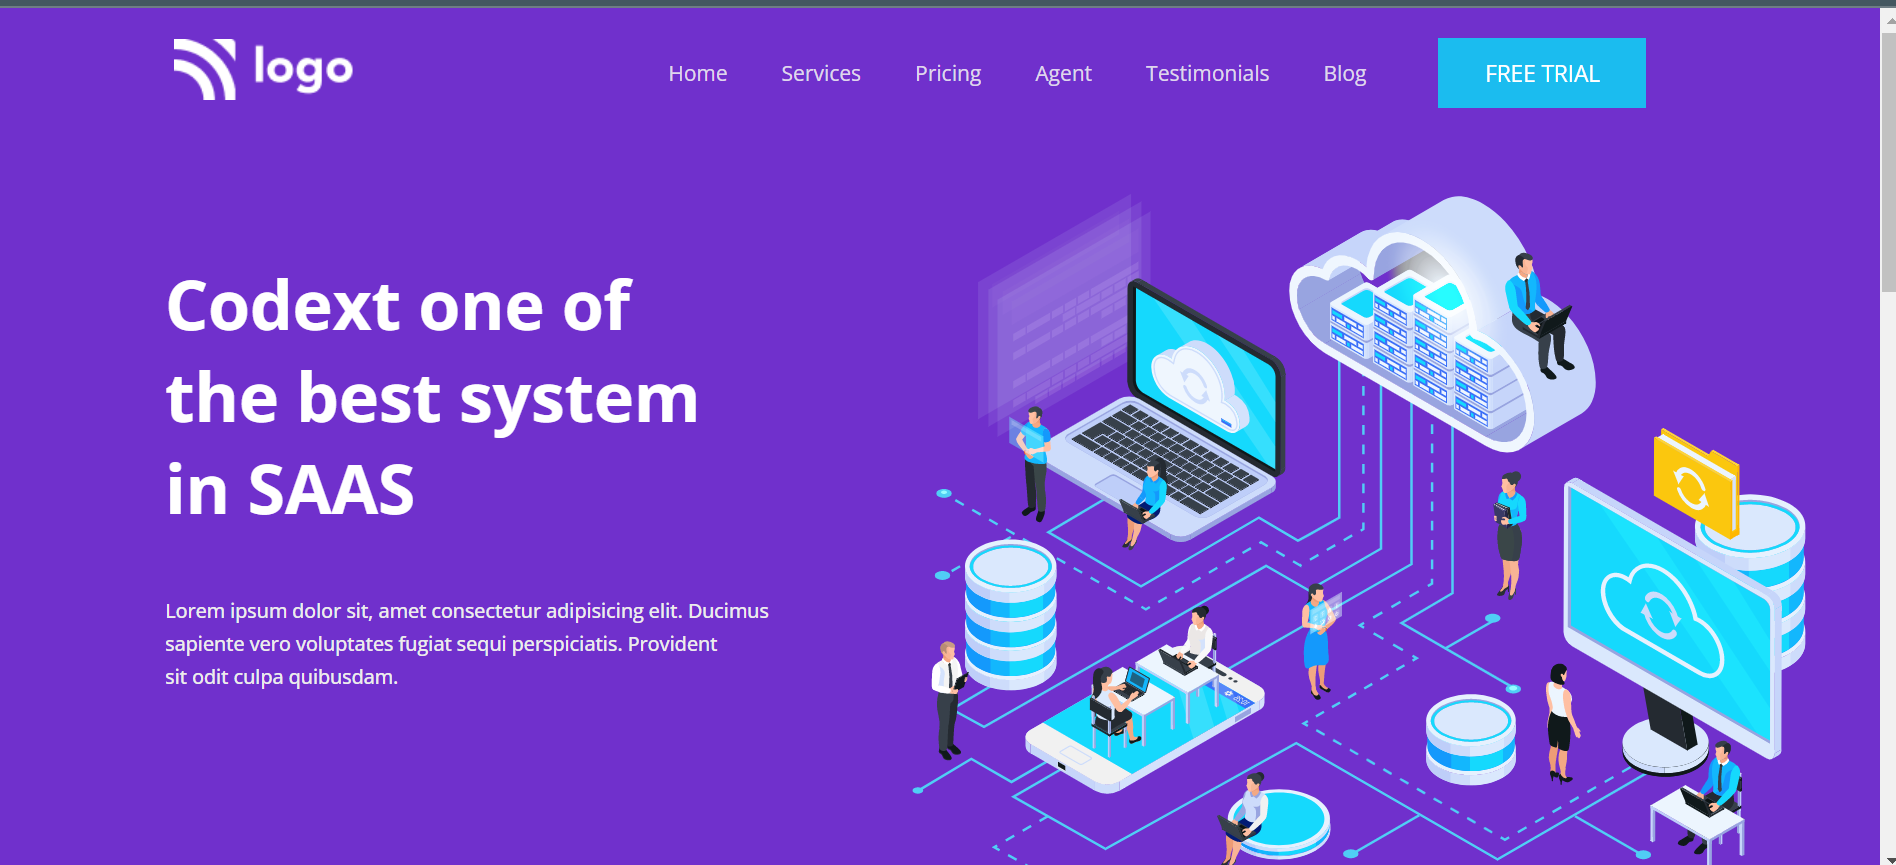 logo
Home Services Pricing Agent Testimonials Blog FREE TRIAL
Codext one of
the best system
in SAAS
Lorem ipsum dolor sit, amet consectetur adipisicing elit. Ducimus
sapiente vero voluptates fugiat sequi perspiciatis. Provident
sit odit culpa quibusdam.